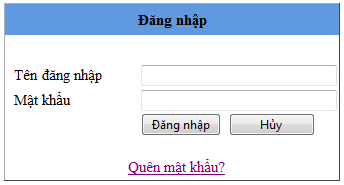 Đăng nhập
Tên đăng nhập
Mật khẩu
Đăng nhập Hủy
Quên mật khẩu?